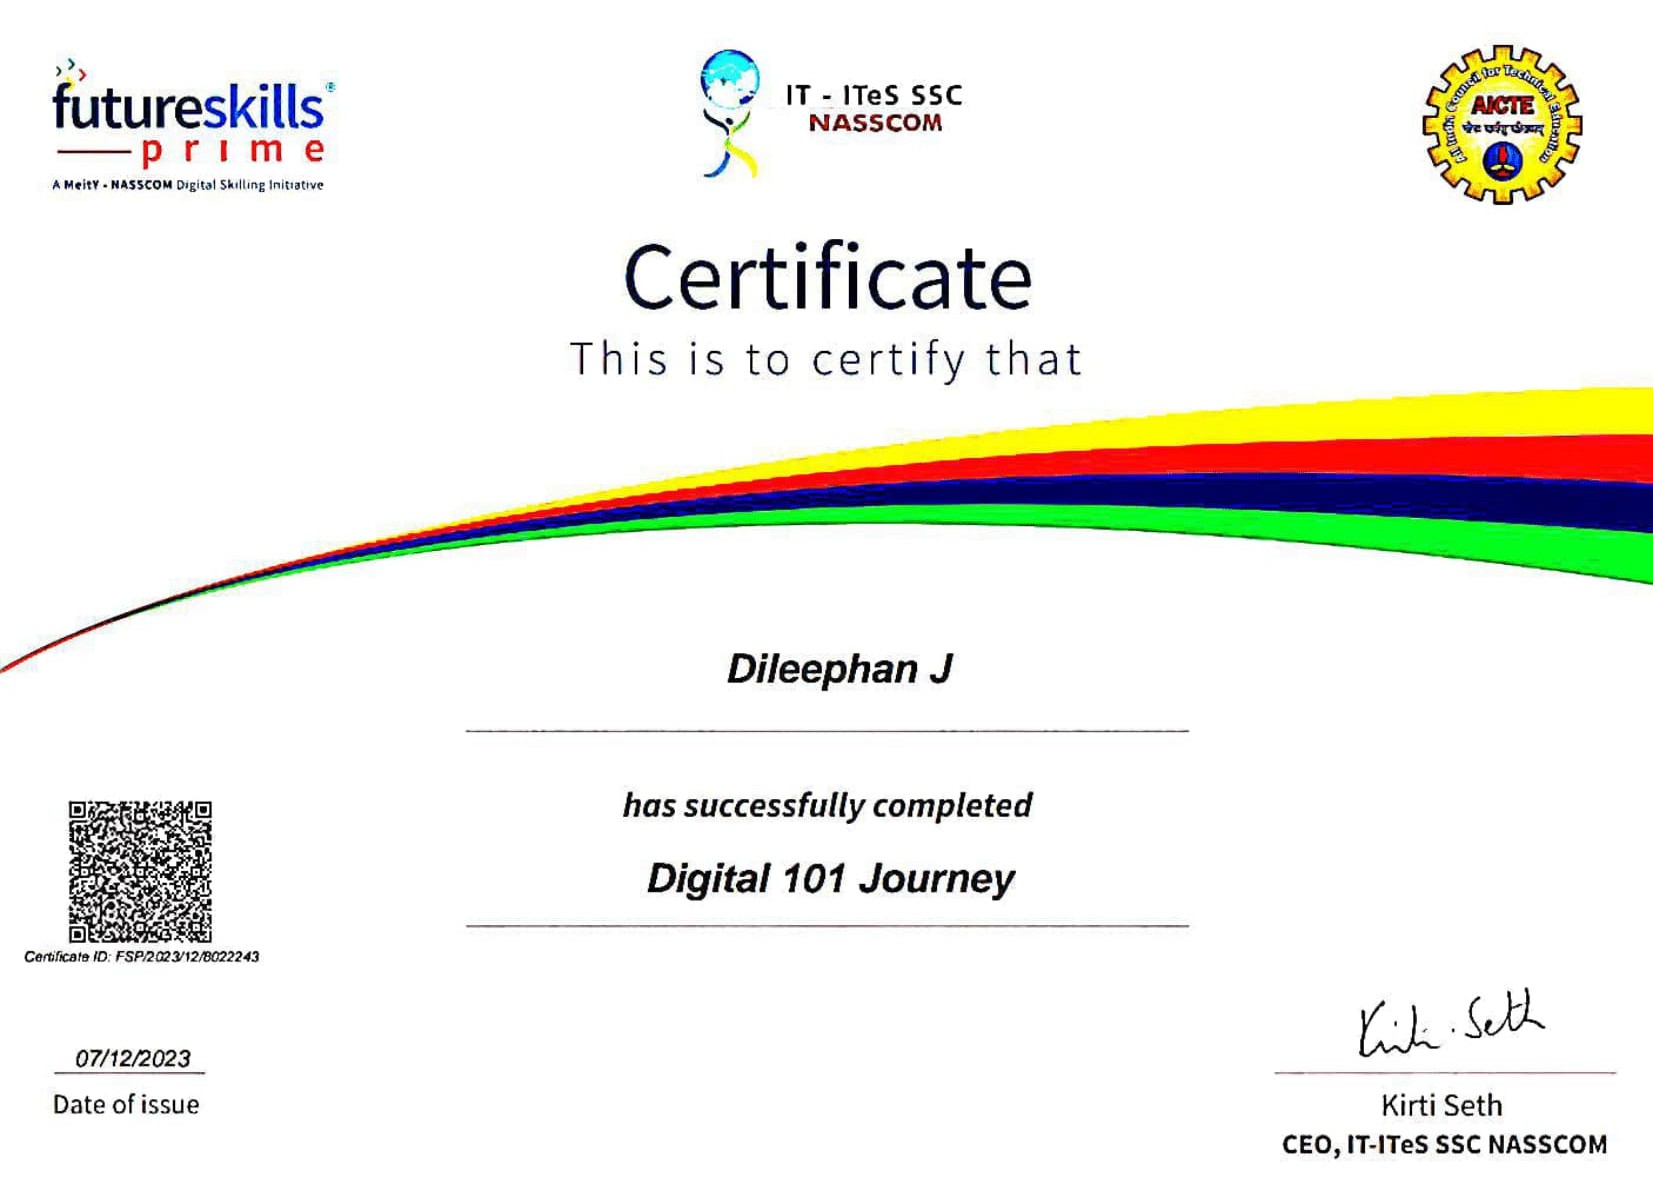 futureskills®
prime
A MeitY - NASSCOM Digital Skilling Initiative
IT - ITeS SSC
NASSCOM
All India Council for Technical Education
AICTE
Certificate
This is to certify that
Dileephan J
has successfully completed
Digital 101 Journey
Certificate ID: FSP/2023/12/8022243
07/12/2023
Date of issue
Kirti Seth
Kirti Seth
CEO, IT-ITeS SSC NASSCOM